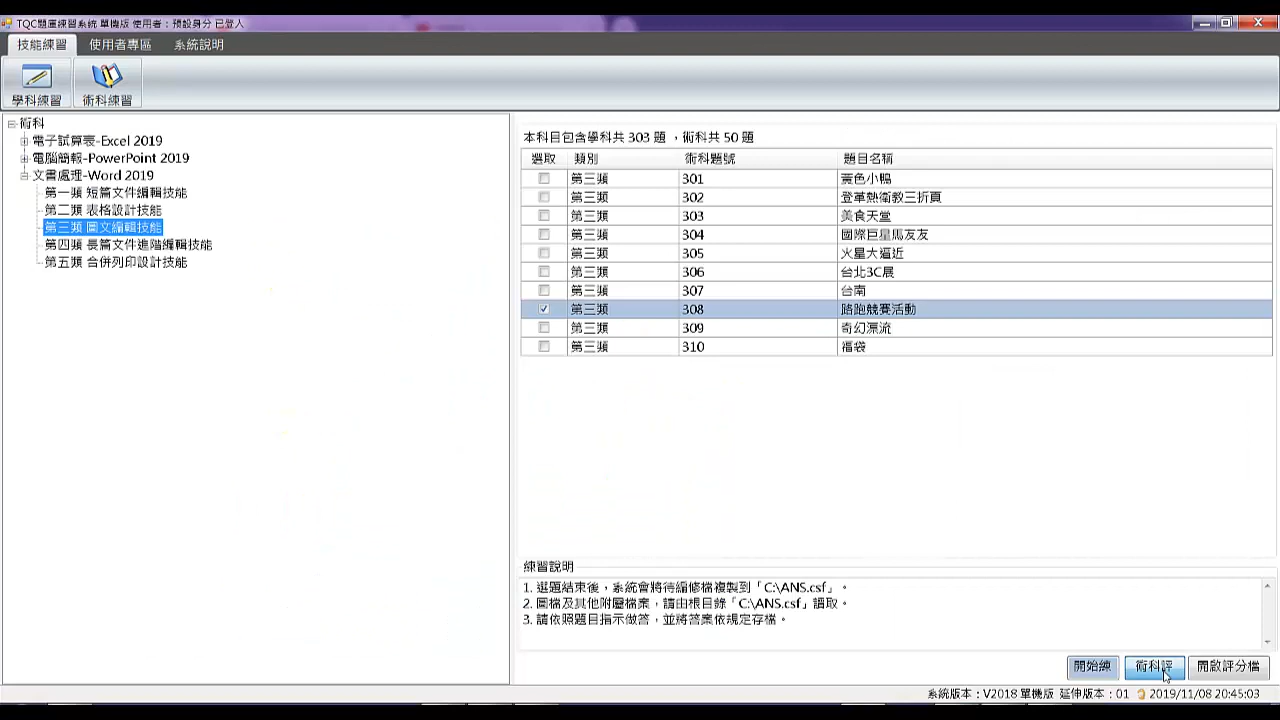 TQC題庫練習系統 單機版 使用者：預設身分 已登入
技能練習 使用者專區 系統說明
學科練習 術科練習
術科
電子試算表-Excel 2019
電腦簡報-PowerPoint 2019
文書處理-Word 2019
第一類 短篇文件編輯技能
第二類 表格設計技能
第三類 圖文編輯技能
第四類 長篇文件進階編輯技能
第五類 合併列印設計技能
本科目包含學科共 303 題 ，術科共 50 題
選取 類別 術科題號 題目名稱
第三類 301 黃色小鴨
第三類 302 登革熱衛教三折頁
第三類 303 美食天堂
第三類 304 國際巨星馬友友
第三類 305 火星大逼近
第三類 306 台北3C展
第三類 307 台南
第三類 308 路跑競賽活動
第三類 309 奇幻漂流
第三類 310 福袋
練習說明
1. 選題結束後，系統會將待編修檔複製到「C:\ANS.csf」。
2. 圖檔及其他附屬檔案，請由根目錄「C:\ANS.csf」讀取。
3. 請依照題目指示做答，並將答案依規定存檔。
開始練 術科評 開啟評分檔
系統版本：V2018 單機版 延伸版本：01 2019/11/08 20:45:03